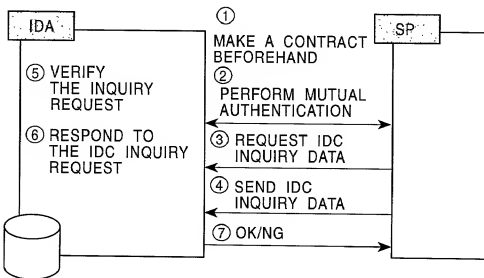 IDA
SP
① MAKE A CONTRACT
BEFOREHAND
② PERFORM MUTUAL
AUTHENTICATION
③ REQUEST IDC
INQUIRY DATA
④ SEND IDC
INQUIRY DATA
⑤ VERIFY
THE INQUIRY
REQUEST
⑥ RESPOND TO
THE IDC INQUIRY
REQUEST
⑦ OK/NG